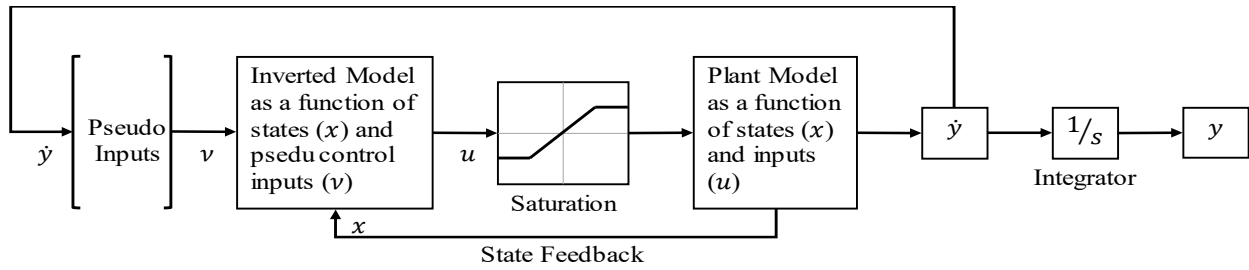 ẏ
Pseudo
Inputs
ν
Inverted Model
as a function of
states (x) and
psedu control
inputs (ν)
u
Saturation
Plant Model
as a function
of states (x)
and inputs
(u)
ẏ
1/s
Integrator
y
x
State Feedback